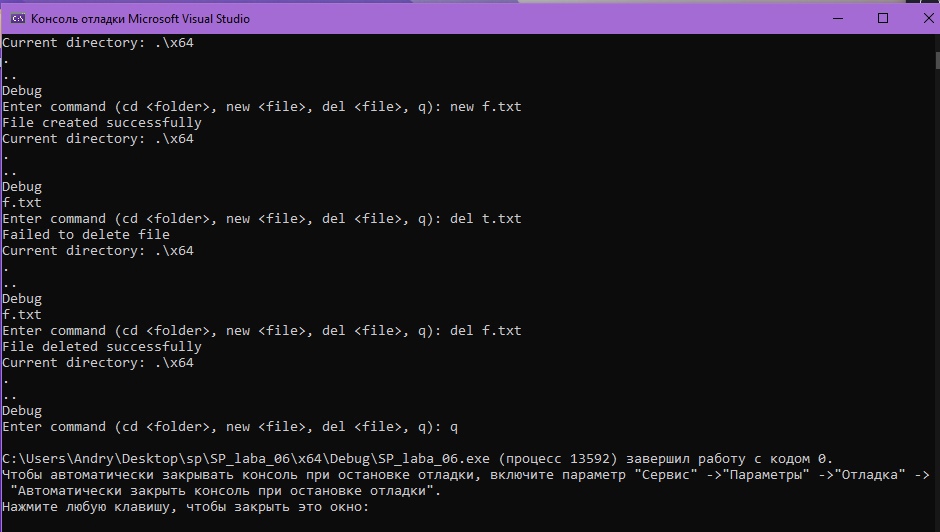 Консоль отладки Microsoft Visual Studio
Current directory: .\x64
.
..
Debug
Enter command (cd <folder>, new <file>, del <file>, q): new f.txt
File created successfully
Current directory: .\x64
.
..
Debug
f.txt
Enter command (cd <folder>, new <file>, del <file>, q): del t.txt
Failed to delete file
Current directory: .\x64
.
..
Debug
f.txt
Enter command (cd <folder>, new <file>, del <file>, q): del f.txt
File deleted successfully
Current directory: .\x64
.
..
Debug
Enter command (cd <folder>, new <file>, del <file>, q): q
C:\Users\Andry\Desktop\sp\SP_laba_06\x64\Debug\SP_laba_06.exe (процесс 13592) завершил работу с кодом 0.
Чтобы автоматически закрывать консоль при остановке отладки, включите параметр "Сервис" ->"Параметры" ->"Отладка" ->
"Автоматически закрыть консоль при остановке отладки".
Нажмите любую клавишу, чтобы закрыть это окно: